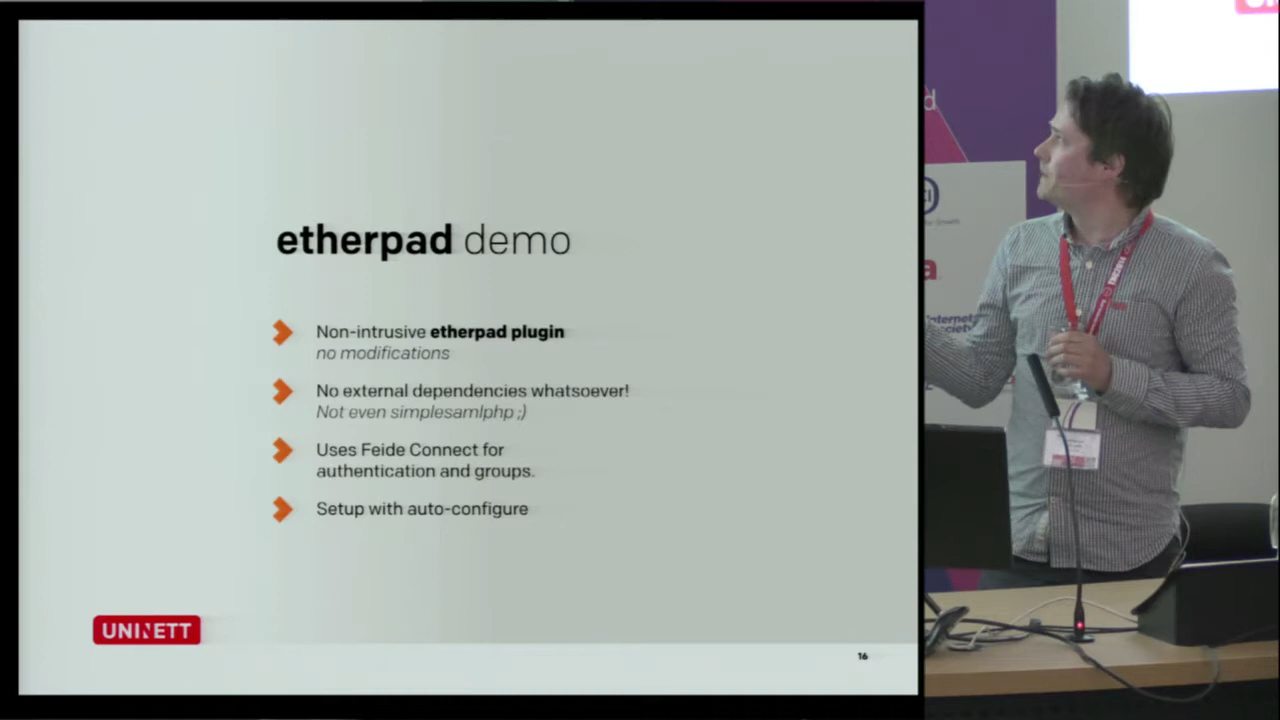 etherpad demo
Non-intrusive etherpad plugin
no modifications
No external dependencies whatsoever!
Not even simplesamlphp ;)
Uses Feide Connect for
authentication and groups.
Setup with auto-configure
UNINETT
16